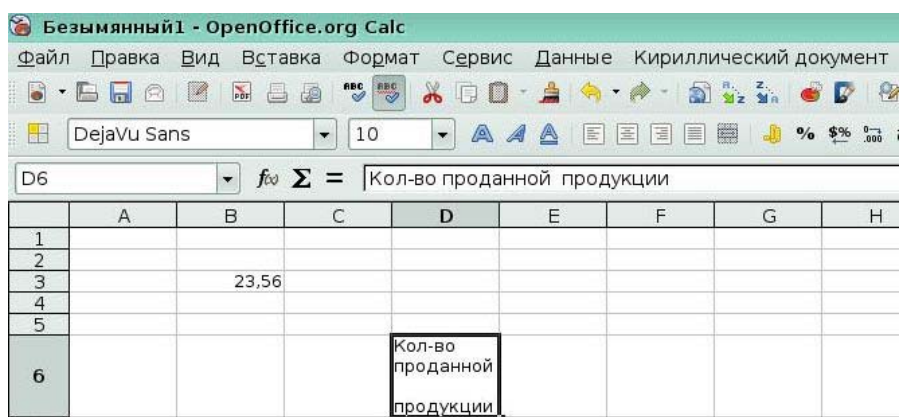 Безымянный1 - OpenOffice.org Calc
Файл Правка Вид Вставка Формат Сервис Данные Кириллический документ
DejaVu Sans 10
D6 Кол-во проданной продукции
A B C D E F G H
1
2
3 23,56
4
5
Кол-во
проданной
6
продукции